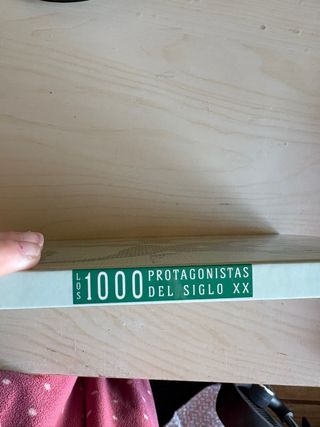 LOS 1000 PROTAGONISTAS
DEL SIGLO XX